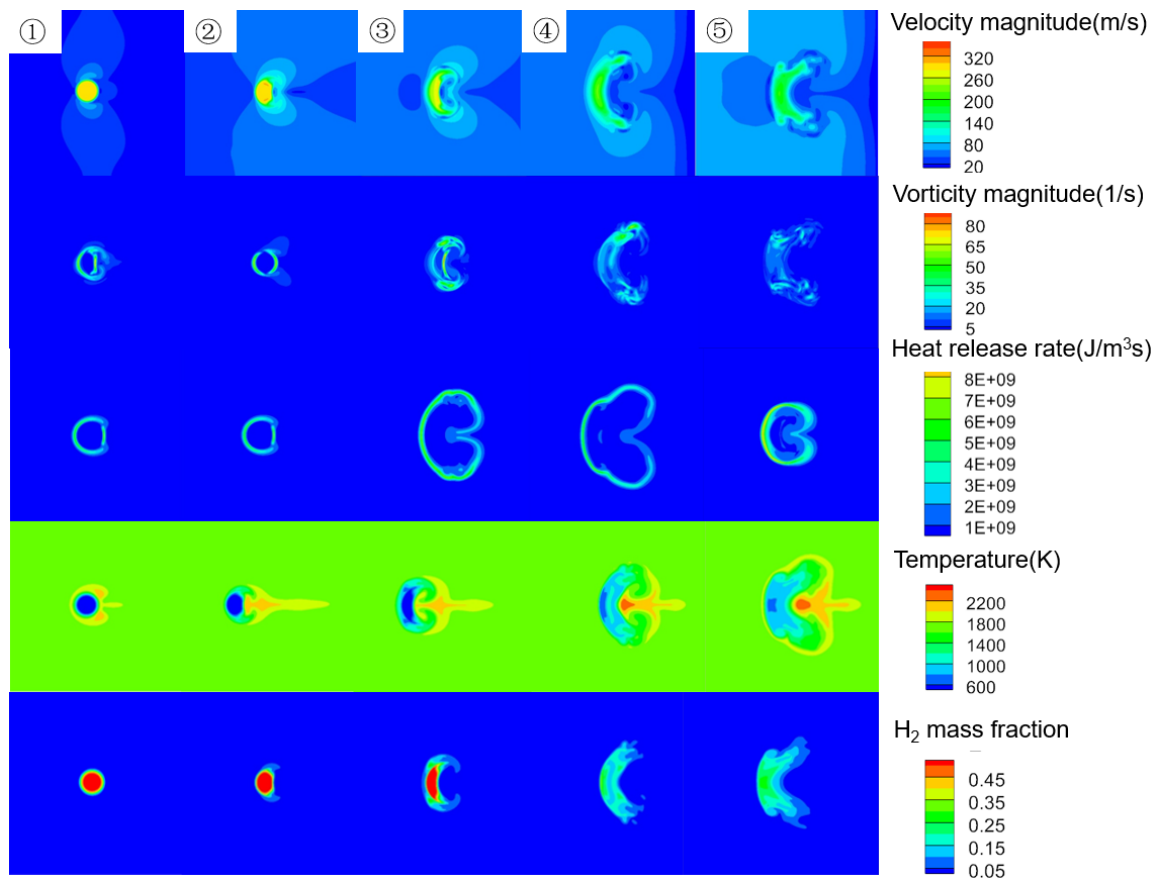 ① ② ③ ④ ⑤
Velocity magnitude(m/s)
320
260
200
140
80
20
Vorticity magnitude(1/s)
80
65
50
35
20
5
Heat release rate(J/m³s)
8E+09
7E+09
6E+09
5E+09
4E+09
3E+09
2E+09
1E+09
Temperature(K)
2200
1800
1400
1000
600
H₂ mass fraction
0.45
0.35
0.25
0.15
0.05